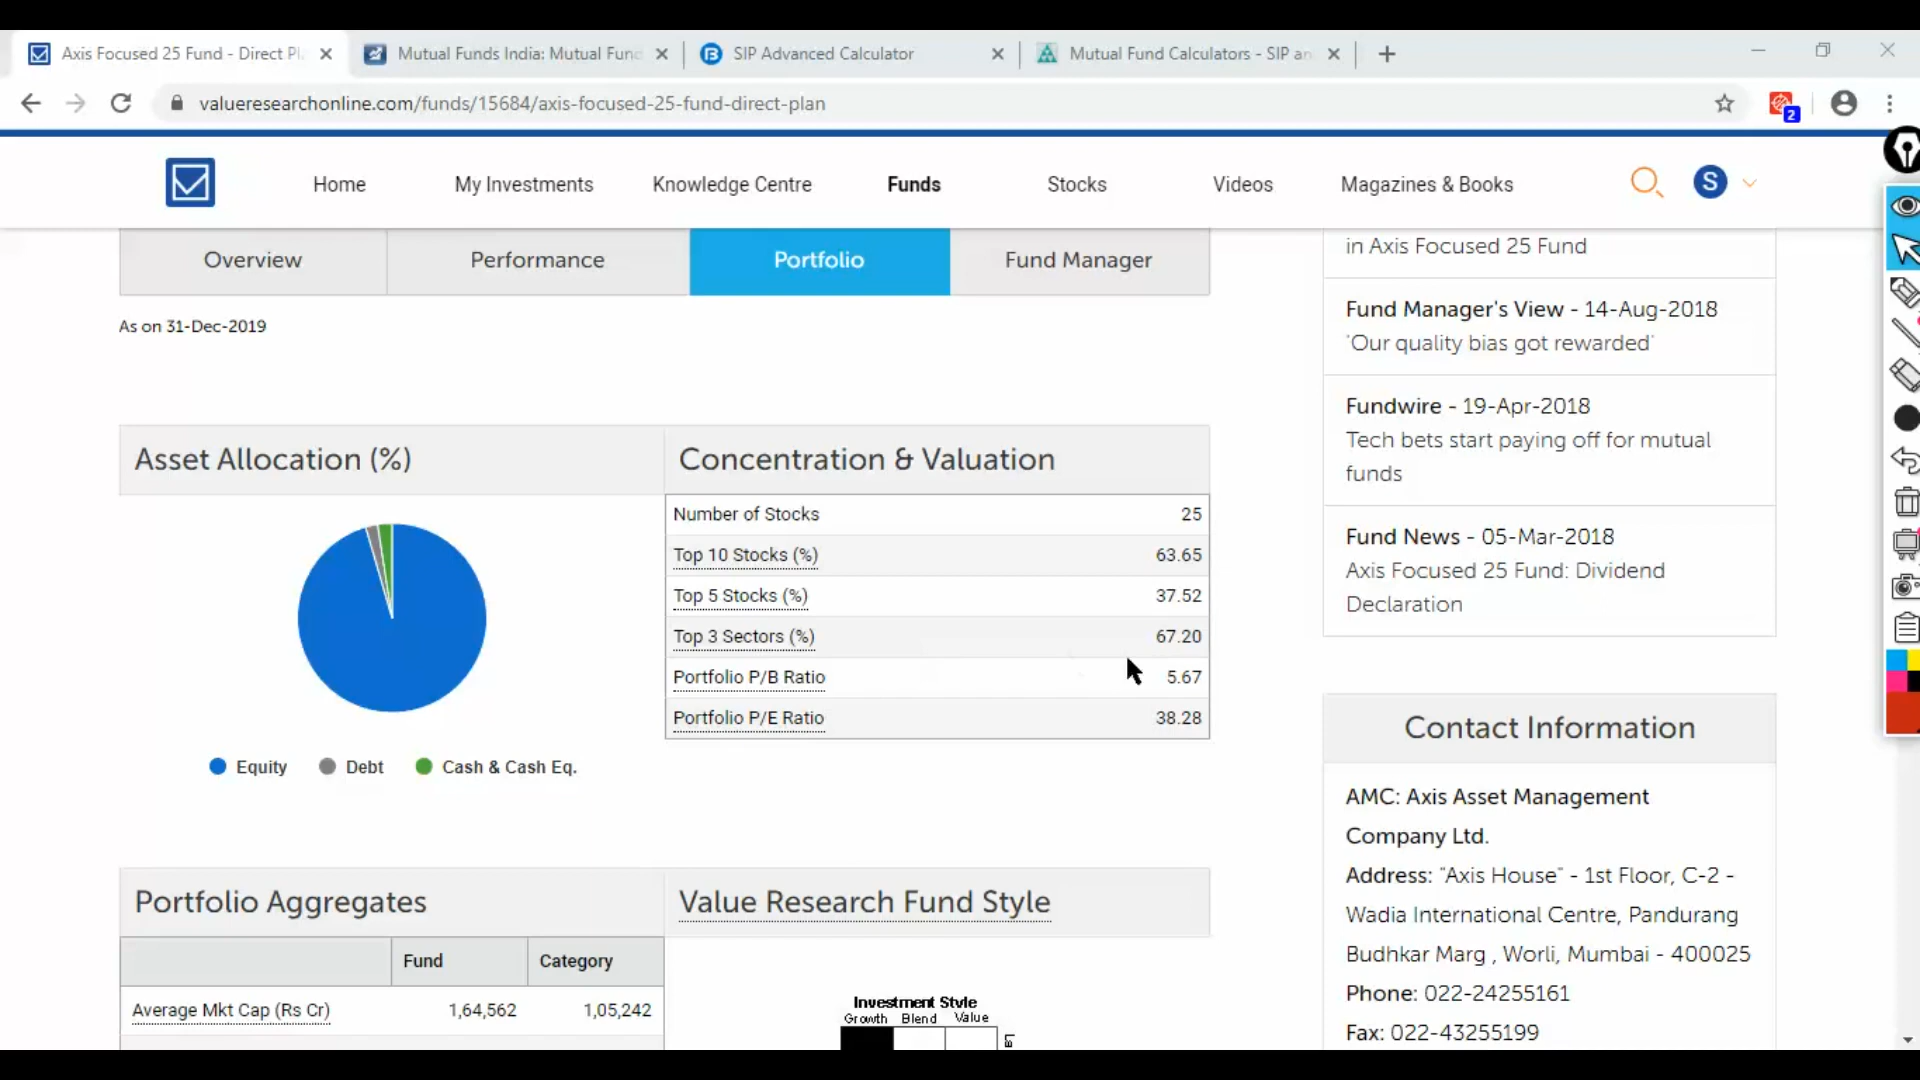 Axis Focused 25 Fund - Direct Pl
Mutual Funds India: Mutual Func
SIP Advanced Calculator
Mutual Fund Calculators - SIP an
valueresearchonline.com/funds/15684/axis-focused-25-fund-direct-plan
2
Home
My Investments
Knowledge Centre
Funds
Stocks
Videos
Magazines & Books
S
Overview
Performance
Portfolio
Fund Manager
As on 31-Dec-2019
Asset Allocation (%)
Equity
Debt
Cash & Cash Eq.
Concentration & Valuation
Number of Stocks 25
Top 10 Stocks (%) 63.65
Top 5 Stocks (%) 37.52
Top 3 Sectors (%) 67.20
Portfolio P/B Ratio 5.67
Portfolio P/E Ratio 38.28
Portfolio Aggregates
Fund Category
Average Mkt Cap (Rs Cr) 1,64,562 1,05,242
Value Research Fund Style
Investment Style
Growth Blend Value
in Axis Focused 25 Fund
Fund Manager's View - 14-Aug-2018
'Our quality bias got rewarded'
Fundwire - 19-Apr-2018
Tech bets start paying off for mutual
funds
Fund News - 05-Mar-2018
Axis Focused 25 Fund: Dividend
Declaration
Contact Information
AMC: Axis Asset Management
Company Ltd.
Address: "Axis House" - 1st Floor, C-2 -
Wadia International Centre, Pandurang
Budhkar Marg , Worli, Mumbai - 400025
Phone: 022-24255161
Fax: 022-43255199